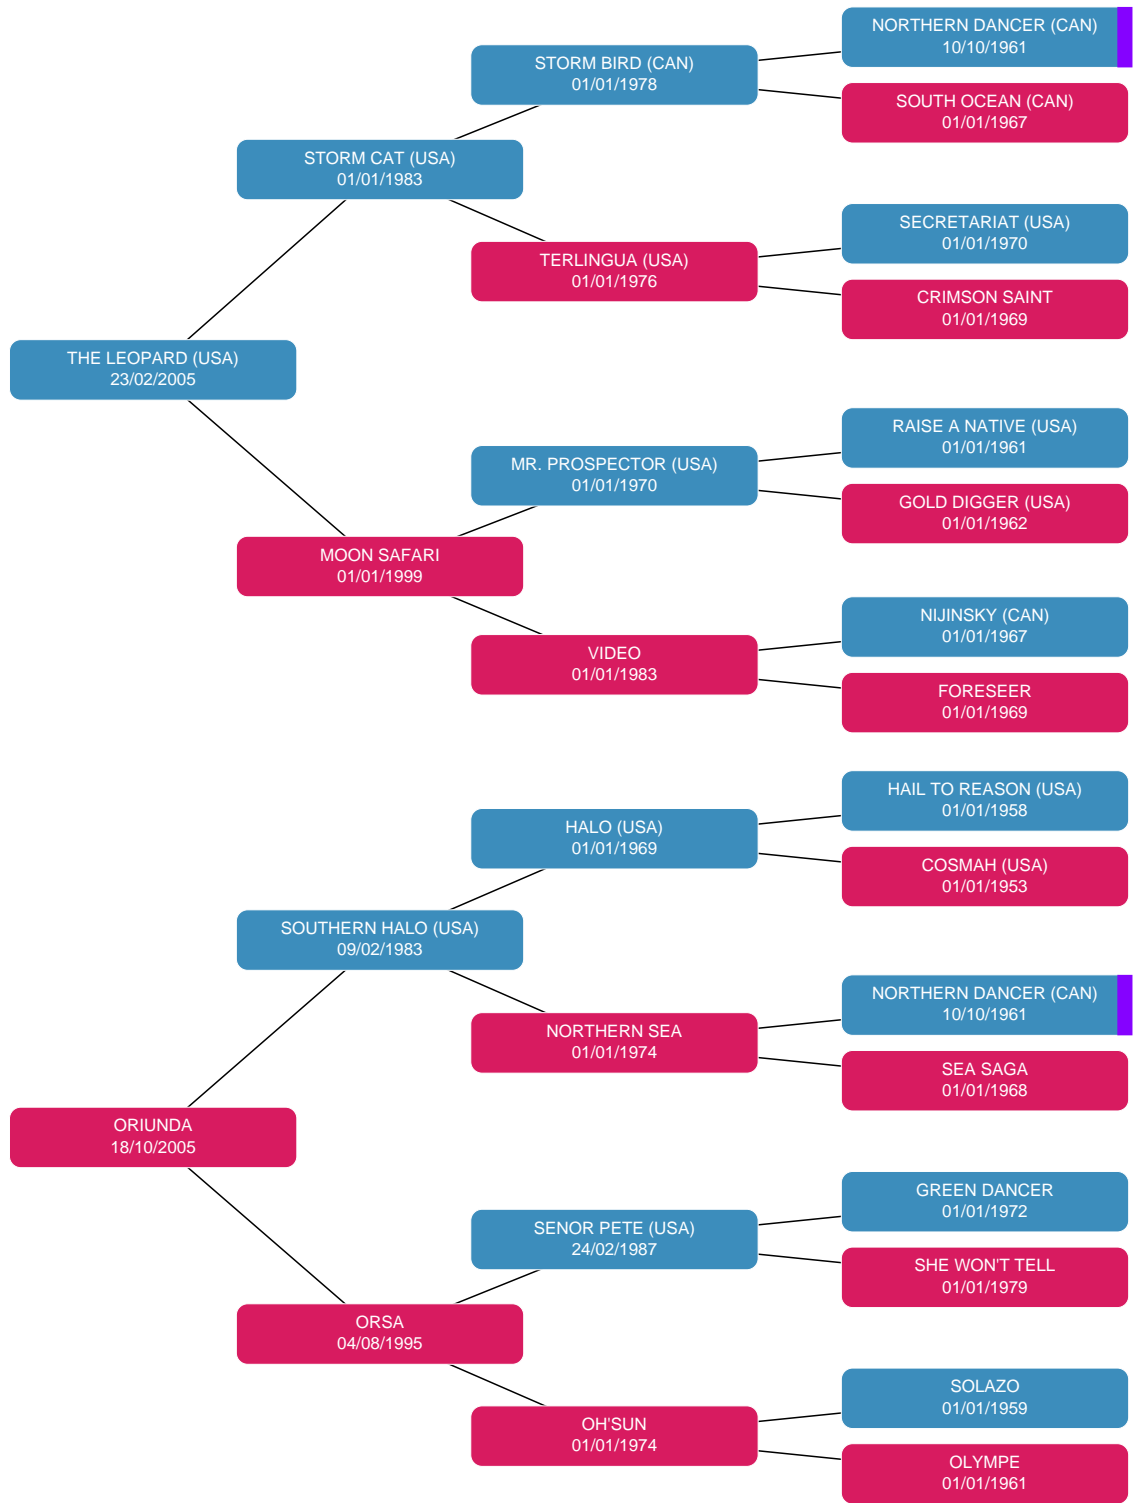 NORTHERN DANCER (CAN)
10/10/1961
STORM BIRD (CAN)
01/01/1978
SOUTH OCEAN (CAN)
01/01/1967
STORM CAT (USA)
01/01/1983
SECRETARIAT (USA)
01/01/1970
TERLINGUA (USA)
01/01/1976
CRIMSON SAINT
01/01/1969
THE LEOPARD (USA)
23/02/2005
RAISE A NATIVE (USA)
01/01/1961
MR. PROSPECTOR (USA)
01/01/1970
GOLD DIGGER (USA)
01/01/1962
MOON SAFARI
01/01/1999
NIJINSKY (CAN)
01/01/1967
VIDEO
01/01/1983
FORESEER
01/01/1969
HAIL TO REASON (USA)
01/01/1958
HALO (USA)
01/01/1969
COSMAH (USA)
01/01/1953
SOUTHERN HALO (USA)
09/02/1983
NORTHERN DANCER (CAN)
10/10/1961
NORTHERN SEA
01/01/1974
SEA SAGA
01/01/1968
ORIUNDA
18/10/2005
GREEN DANCER
01/01/1972
SENOR PETE (USA)
24/02/1987
SHE WON'T TELL
01/01/1979
ORSA
04/08/1995
SOLAZO
01/01/1959
OH'SUN
01/01/1974
OLYMPE
01/01/1961